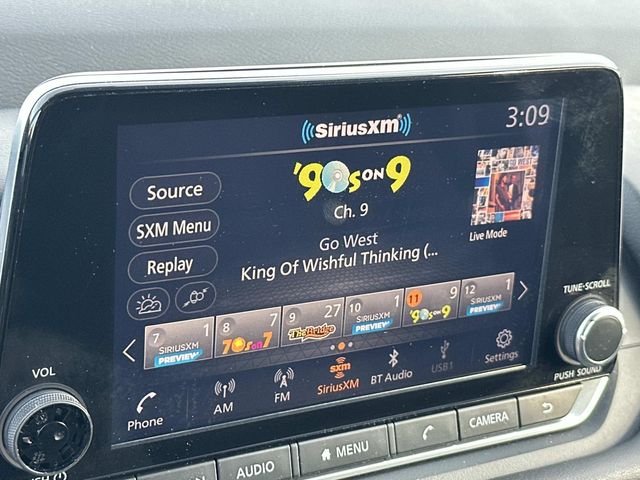 SiriusXM
3:09
'90s ON 9
Ch. 9
GO WEST
Live Mode
Source
SXM Menu
Replay
Go West
King Of Wishful Thinking (...
7 1
SIRIUSXM
PREVIEW
8 7
70s on 7
9 27
The Bridge
10 1
SIRIUSXM
PREVIEW
11 9
'90s ON 9
12 1
SIRIUSXM
PREVIEW
Phone
AM
FM
sxm
SiriusXM
BT Audio
USB1
Settings
TUNE·SCROLL
PUSH SOUND
VOL
AUDIO
MENU
CAMERA